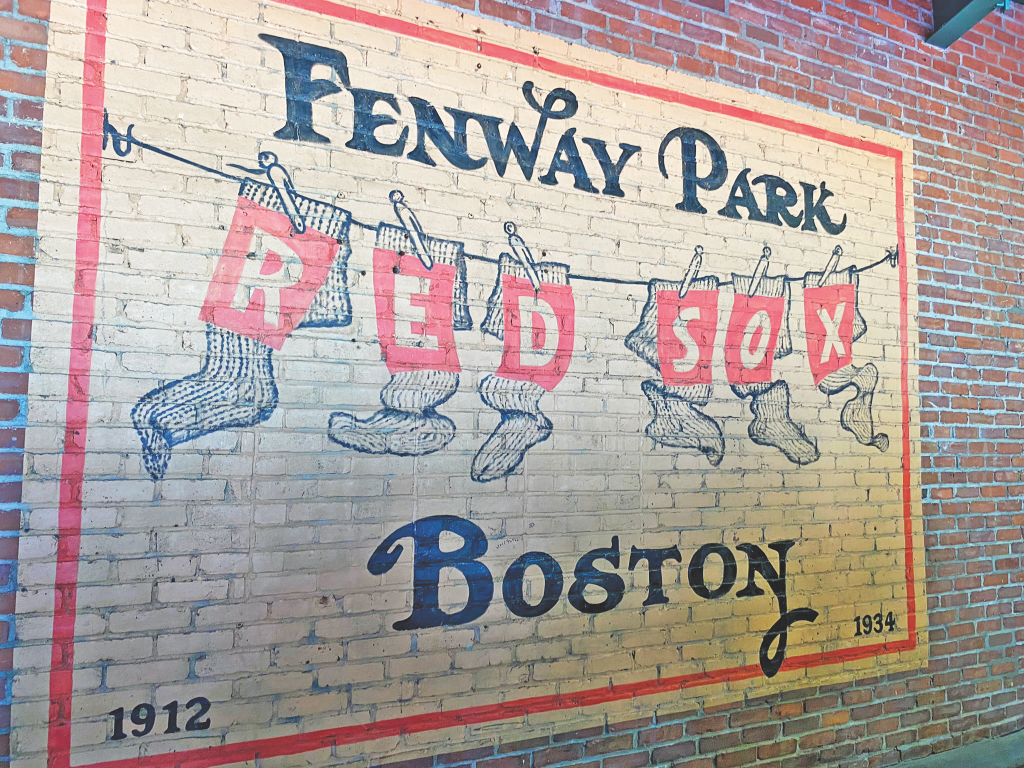 FENWAY PARK
RED SOX
BOSTON
1912 1934